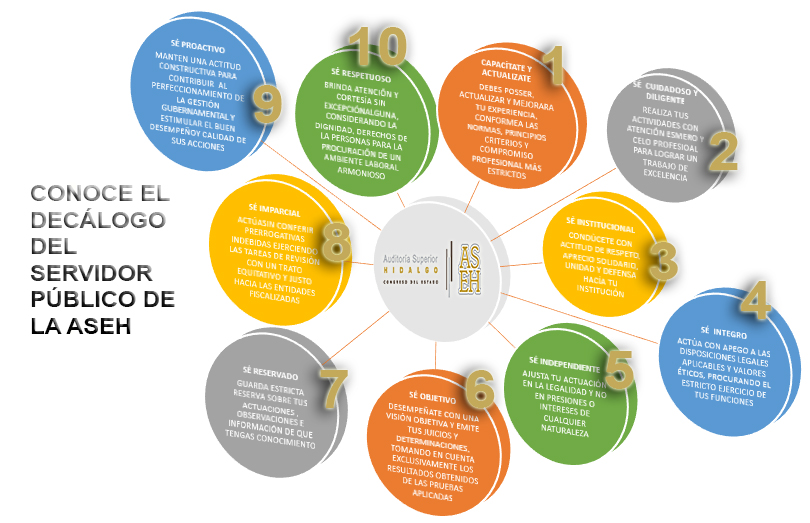 CONOCE EL
DECÁLOGO
DEL
SERVIDOR
PÚBLICO DE
LA ASEH
Auditoría Superior
HIDALGO
CONGRESO DEL ESTADO
AS
EH
1
CAPACÍTATE Y
ACTUALIZATE
DEBES POSSER,
ACTUALIZAR Y MEJORARA
TU EXPERIENCIA,
CONFORMEA LAS
NORMAS, PRINCIPIOS
CRITERIOS Y
COMPROMISO
PROFESIONAL MÁS
ESTRICTOS
2
SÉ CUIDADOSO Y
DILIGENTE
REALIZA TUS
ACTIVIDADES CON
ATENCIÓN ESMERO Y
CELO PROFESIONAL
PARA LOGRAR UN
TRABAJO DE
EXCELENCIA
3
SÉ INSTITUCIONAL
CONDÚCETE CON
ACTITUD DE RESPETO,
APRECIO SOLIDARIO,
UNIDAD Y DEFENSA
HACIA TU
INSTITUCIÓN
4
SÉ INTEGRO
ACTÚA CON APEGO A LAS
DISPOSICIONES LEGALES
APLICABLES Y VALORES
ÉTICOS, PROCURANDO EL
ESTRICTO EJERCICIO DE
TUS FUNCIONES
5
SÉ INDEPENDIENTE
AJUSTA TU ACTUACIÓN
EN LA LEGALIDAD Y NO
EN PRESIONES O
INTERESES DE
CUALQUIER
NATURALEZA
6
SÉ OBJETIVO
DESEMPEÑATE CON UNA
VISIÓN OBJETIVA Y EMITE
TUS JUICIOS Y
DETERMINACIONES,
TOMANDO EN CUENTA
EXCLUSIVAMENTE LOS
RESULTADOS OBTENIDOS
DE LAS PRUEBAS
APLICADAS
7
SÉ RESERVADO
GUARDA ESTRICTA
RESERVA SOBRE TUS
ACTUACIONES,
OBSERVACIONES E
INFORMACIÓN DE QUE
TENGAS CONOCIMIENTO
8
SÉ IMPARCIAL
ACTÚASIN CONFERIR
PRERROGATIVAS
INDEBIDAS EJERCIENDO
LAS TAREAS DE REVISIÓN
CON UN TRATO
EQUITATIVO Y JUSTO
HACIA LAS ENTIDADES
FISCALIZADAS
9
SÉ PROACTIVO
MANTEN UNA ACTITUD
CONSTRUCTIVA PARA
CONTRIBUIR AL
PERFECCIONAMIENTO DE
LA GESTIÓN
GUBERNAMENTAL Y
ESTIMULAR EL BUEN
DESEMPEÑOY CALIDAD DE
SUS ACCIONES
10
SÉ RESPETUOSO
BRINDA ATENCIÓN Y
CORTESÍA SIN
EXCEPCIÓNALGUNA,
CONSIDERANDO LA
DIGNIDAD, DERECHOS DE
LA PERSONAS PARA LA
PROCURACIÓN DE UN
AMBIENTE LABORAL
ARMONIOSO